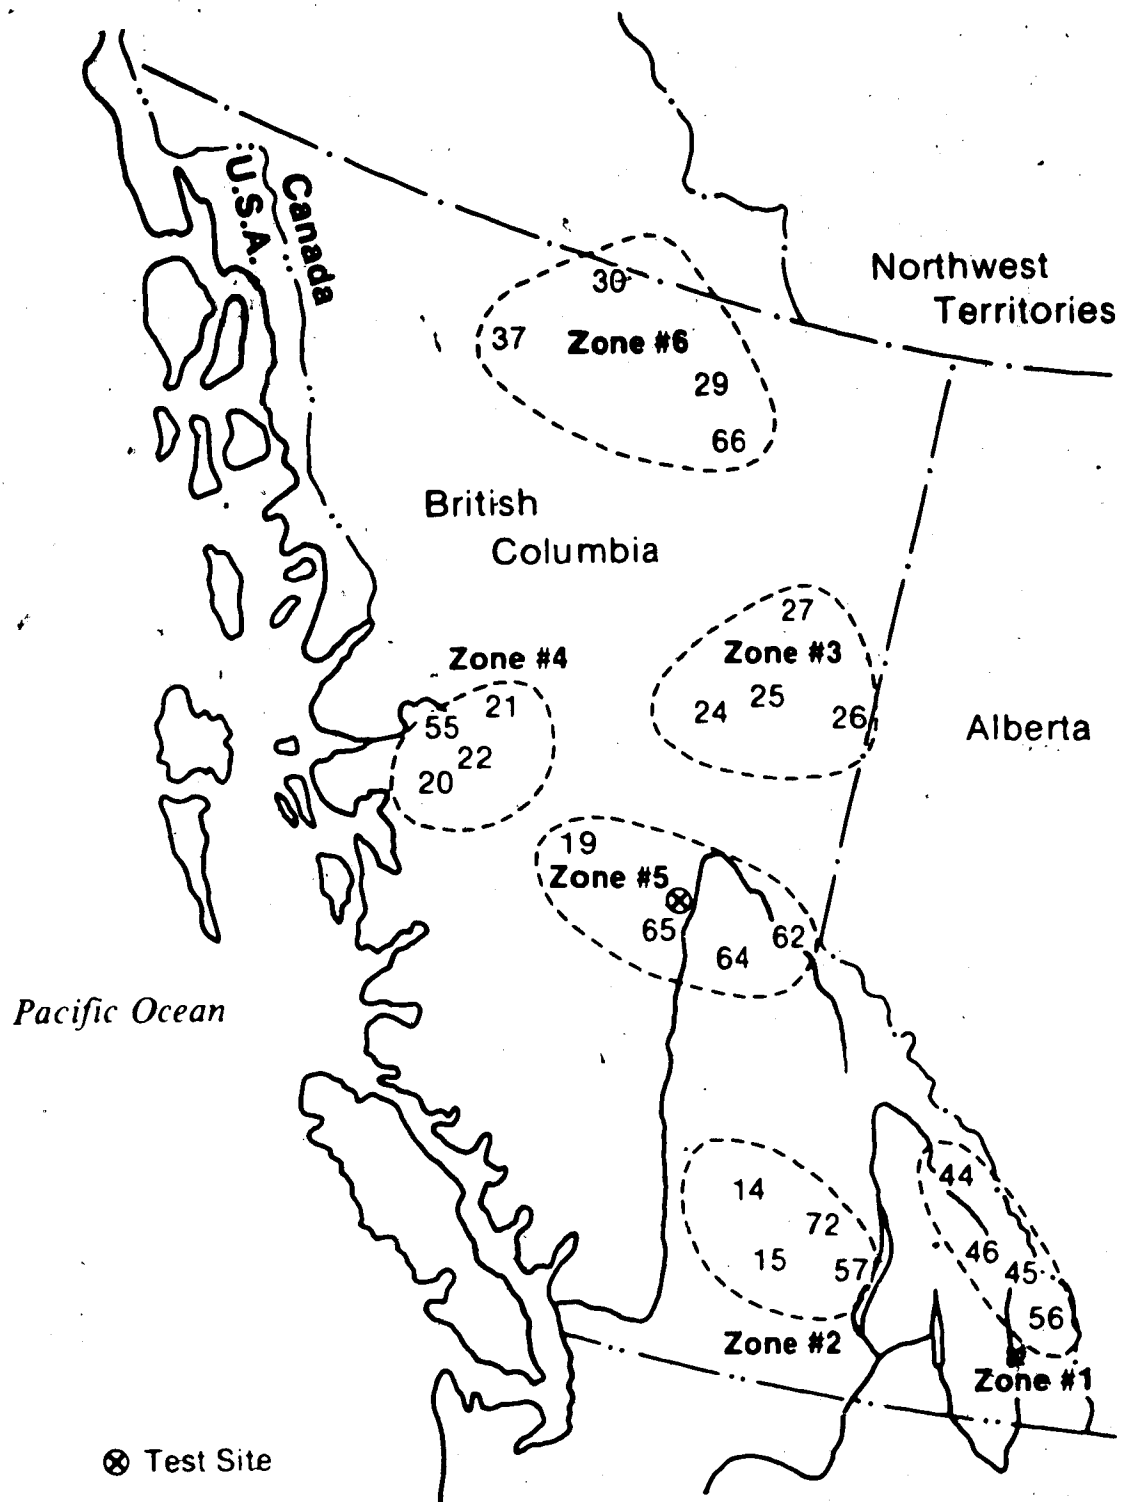 U.S.A.
Canada
Northwest
Territories
30
37
Zone #6
29
66
British
Columbia
27
Zone #4
Zone #3
21
25
24
26
55
Alberta
22
20
19
Zone #5
65
62
64
Pacific Ocean
14
44
72
46
15
57
45
56
Zone #2
Zone #1
Test Site